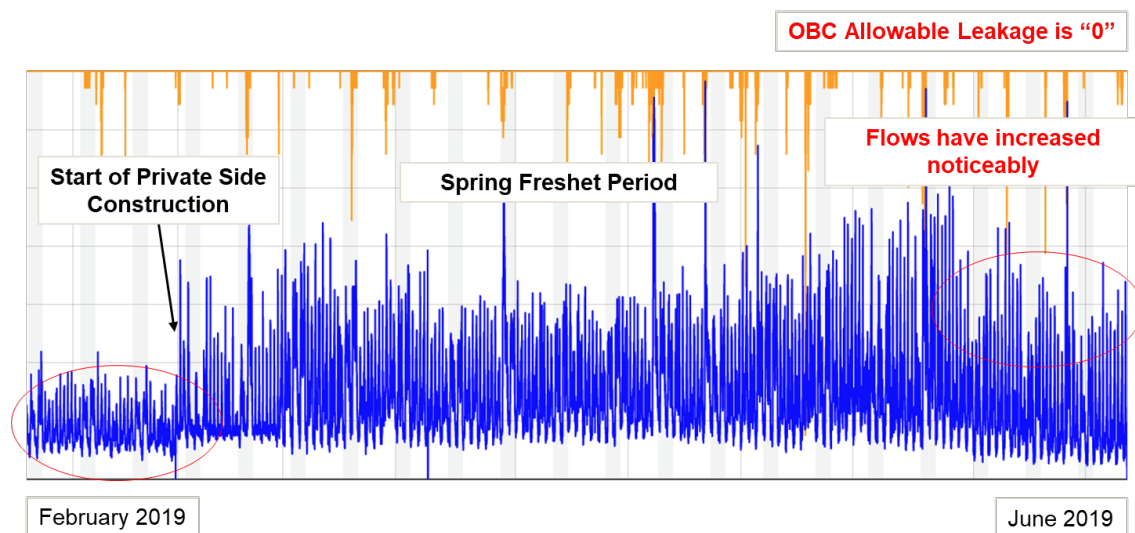 OBC Allowable Leakage is “0”
Flows have increased
noticeably
Start of Private Side
Construction
Spring Freshet Period
February 2019
June 2019